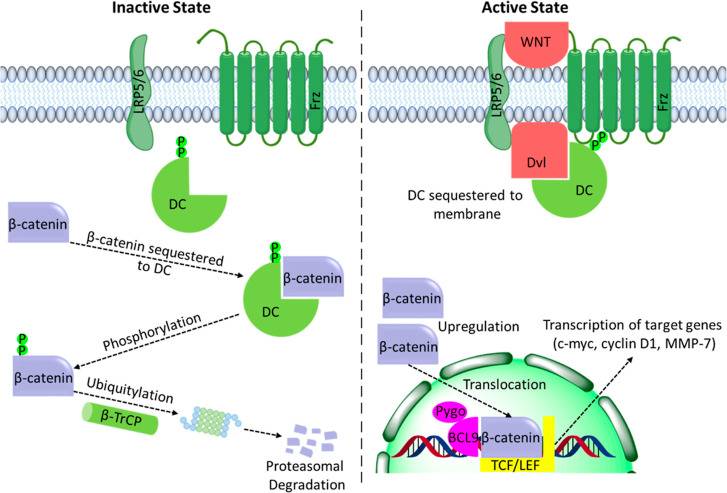 Inactive State
LRP5/6
Frz
P
P
DC
β-catenin
β-catenin sequestered
to DC
P
P
β-catenin
DC
Phosphorylation
P
P
β-catenin
Ubiquitylation
β-TrCP
Proteasomal
Degradation
Active State
WNT
LRP5/6
Frz
P
P
Dvl
DC
DC sequestered to
membrane
β-catenin
Upregulation
β-catenin
Transcription of target genes
(c-myc, cyclin D1, MMP-7)
Translocation
Pygo
BCL9
β-catenin
TCF/LEF